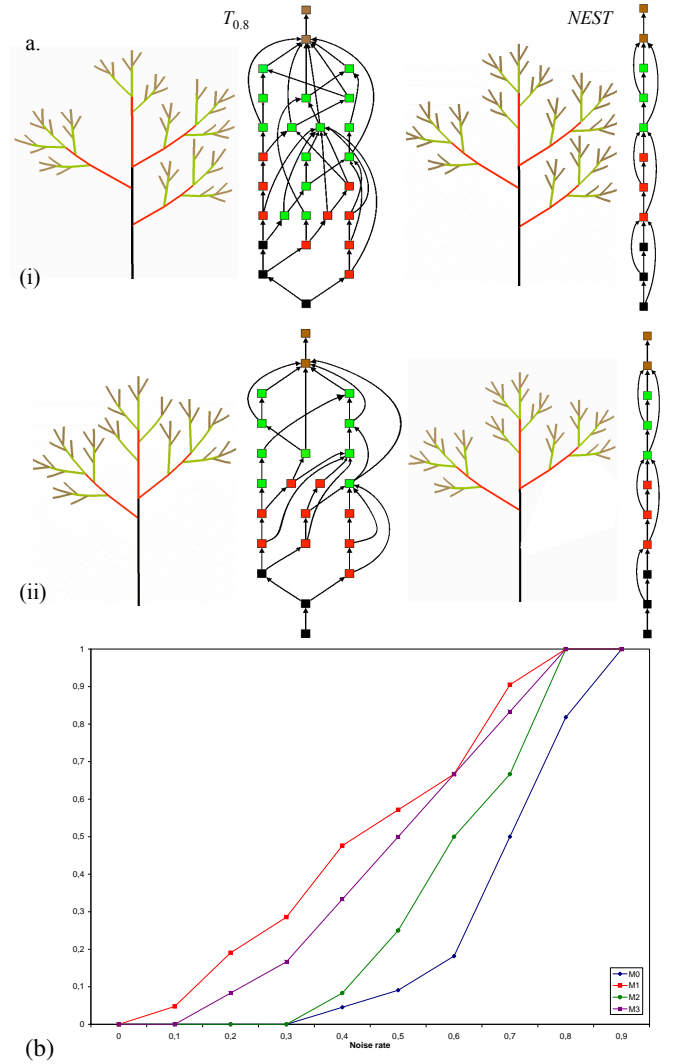 a.
T0.8
NEST
(i)
(ii)
1
0,9
0,8
0,7
0,6
0,5
0,4
0,3
0,2
0,1
0
0 0,1 0,2 0,3 0,4 0,5 0,6 0,7 0,8 0,9
Noise rate
M0
M1
M2
M3
(b)